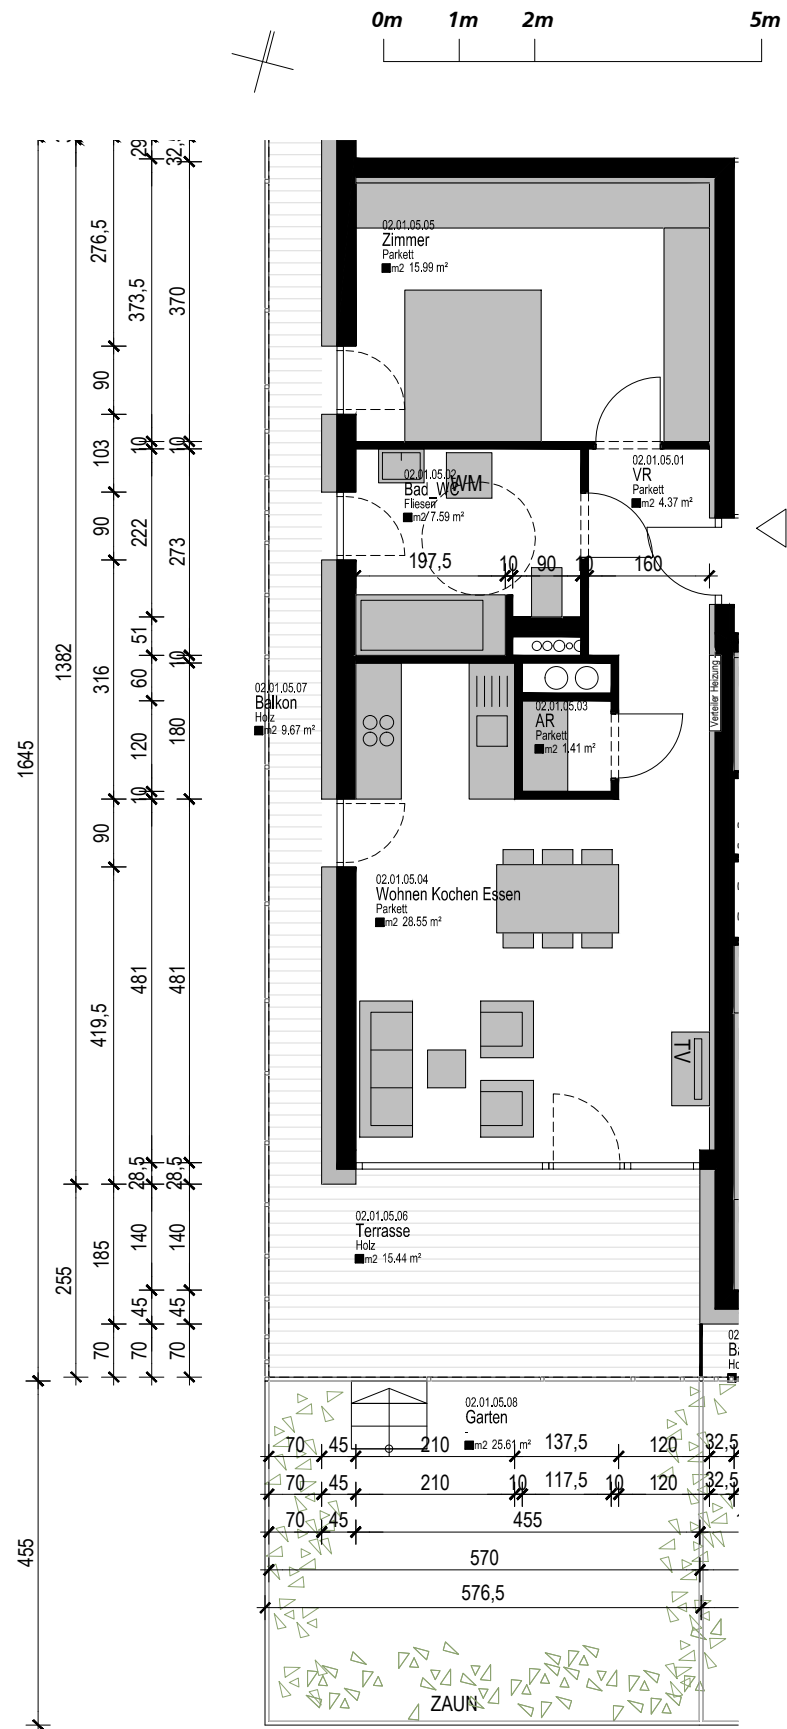 0m 1m 2m 5m
29
32,
276,5
373,5
370
90
103
10
10
90
222
273
1382
316
51
10
60
1645
120
180
10
90
481
481
419,5
28,5
28,5
185
140
140
255
45
45
70
70
70
455
02.01.05.05
Zimmer
Parkett
m2 15.99 m²
02.01.05.02
Bad_WC
Fliesen
m2 7.59 m²
WM
02.01.05.01
VR
Parkett
m2 4.37 m²
197,5 10 90 10 160
02.01.05.07
Balkon
Holz
m2 9.67 m²
02.01.05.03
AR
Parkett
m2 1.41 m²
Verteiler Heizung
02.01.05.04
Wohnen Kochen Essen
Parkett
m2 28.55 m²
TV
02.01.05.06
Terrasse
Holz
m2 15.44 m²
02
Ba
Ho
02.01.05.08
Garten
-
m2 25.61 m²
70 45 210 137,5 120 32,5
70 45 210 10 117,5 10 120 32,5
70 45 455
570
576,5
ZAUN